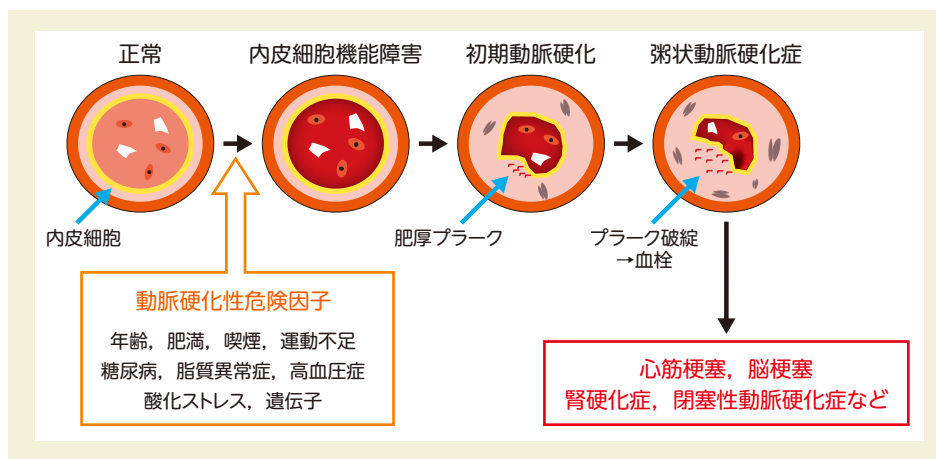 正常
内皮細胞機能障害
初期動脈硬化
粥状動脈硬化症
内皮細胞
肥厚プラーク
プラーク破綻
→血栓
動脈硬化性危険因子
年齢，肥満，喫煙，運動不足
糖尿病，脂質異常症，高血圧症
酸化ストレス，遺伝子
心筋梗塞，脳梗塞
腎硬化症，閉塞性動脈硬化症など